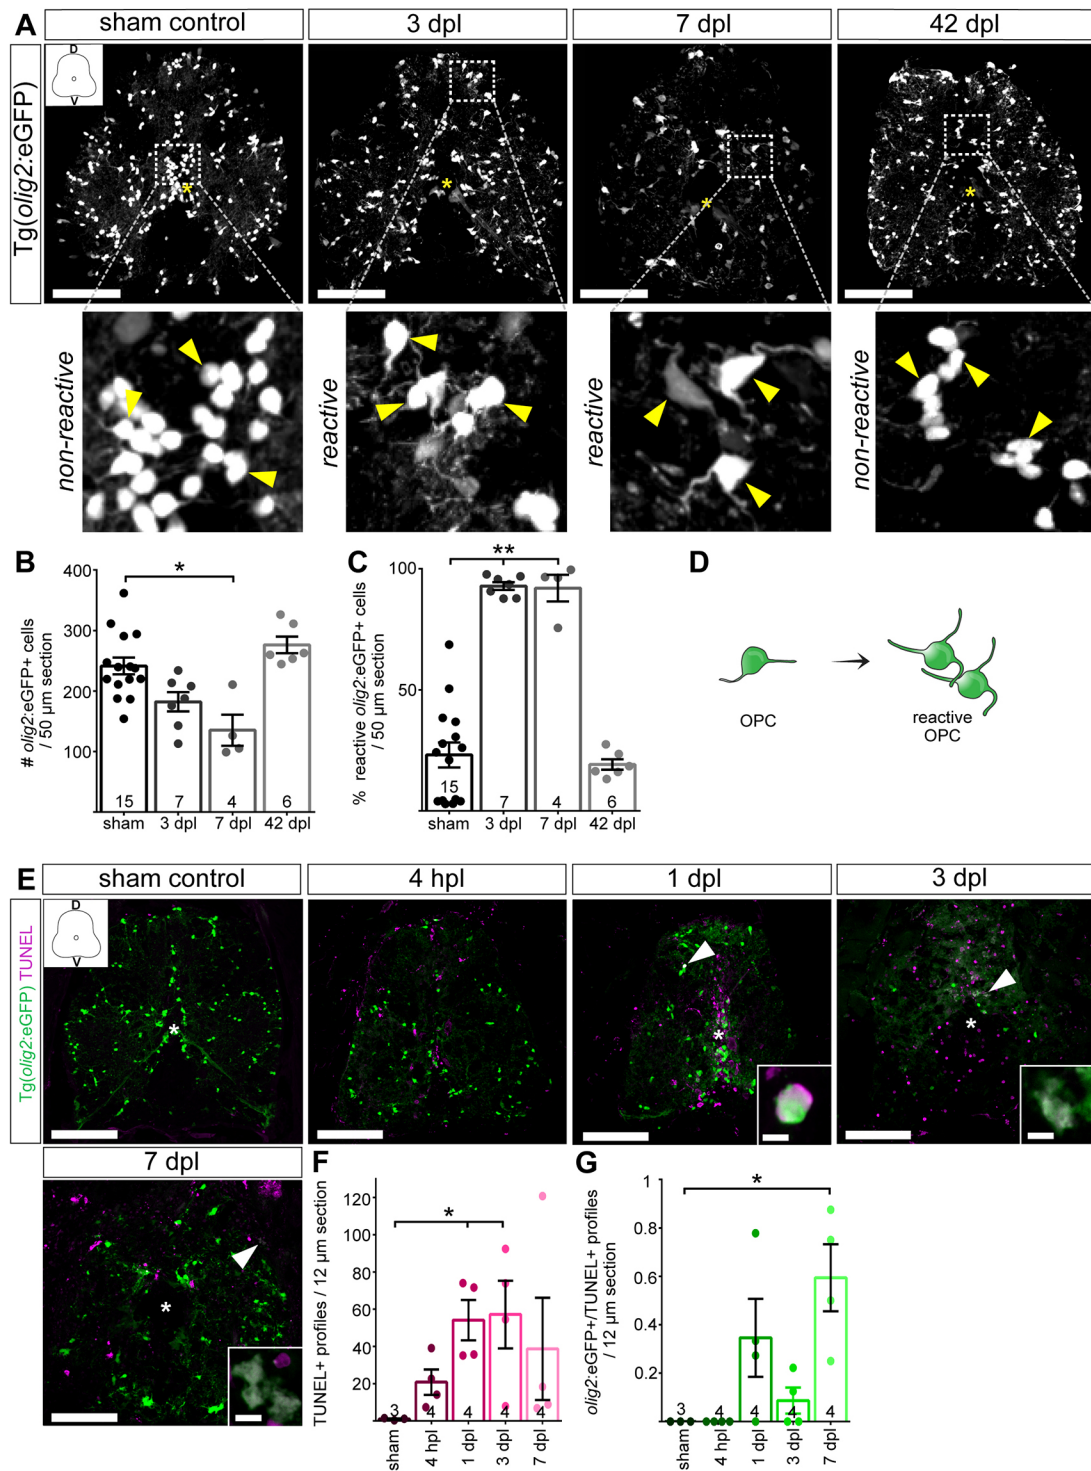 A
sham control
3 dpl
7 dpl
42 dpl
Tg(olig2:eGFP)
D
V
*
*
*
*
non-reactive
reactive
reactive
non-reactive
B
# olig2:eGFP+ cells
/ 50 µm section
400
300
200
100
*
15
7
4
6
sham
3 dpl
7 dpl
42 dpl
C
% reactive olig2:eGFP+ cells
/ 50 µm section
100
50
**
15
7
4
6
sham
3 dpl
7 dpl
42 dpl
D
OPC
reactive
OPC
E
sham control
4 hpl
1 dpl
3 dpl
Tg(olig2:eGFP) TUNEL
D
V
*
*
*
7 dpl
*
F
TUNEL+ profiles / 12 µm section
120
100
80
60
40
20
*
3
4
4
4
4
sham
4 hpl
1 dpl
3 dpl
7 dpl
G
olig2:eGFP+/TUNEL+ profiles
/ 12 µm section
1
0.8
0.6
0.4
0.2
*
3
4
4
4
4
sham
4 hpl
1 dpl
3 dpl
7 dpl